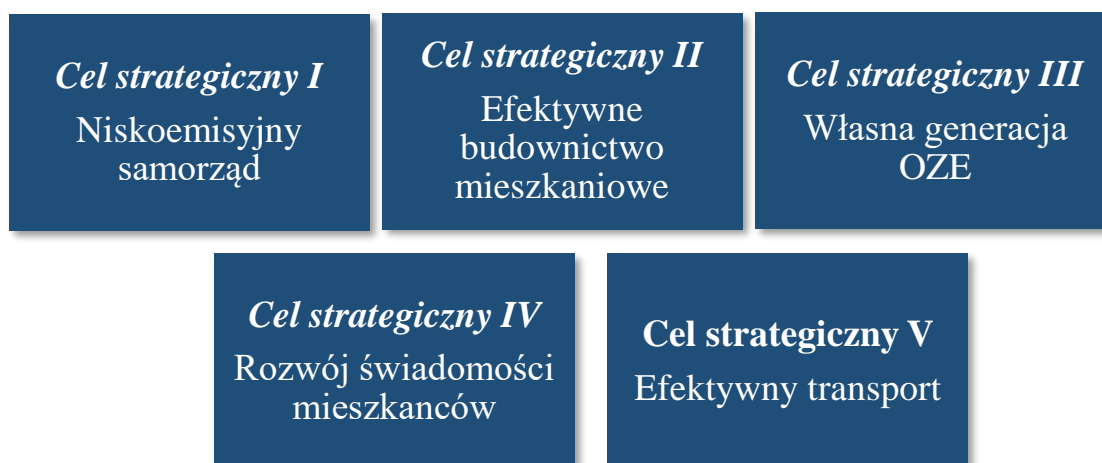 Cel strategiczny I
Niskoemisyjny
samorząd
Cel strategiczny II
Efektywne
budownictwo
mieszkaniowe
Cel strategiczny III
Własna generacja
OZE
Cel strategiczny IV
Rozwój świadomości
mieszkanców
Cel strategiczny V
Efektywny transport